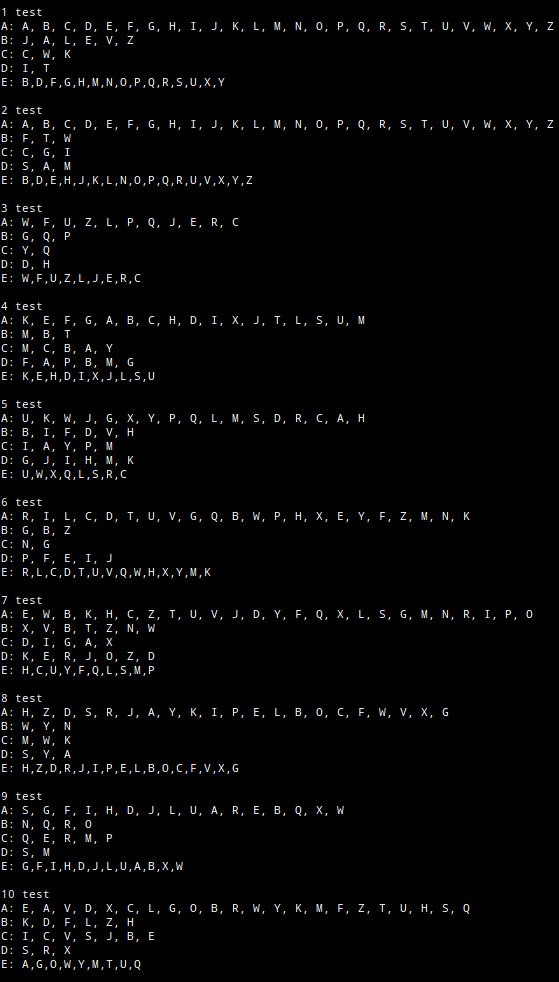 1 test
A: A, B, C, D, E, F, G, H, I, J, K, L, M, N, O, P, Q, R, S, T, U, V, W, X, Y, Z
B: J, A, L, E, V, Z
C: C, W, K
D: I, T
E: B,D,F,G,H,M,N,O,P,Q,R,S,U,X,Y
2 test
A: A, B, C, D, E, F, G, H, I, J, K, L, M, N, O, P, Q, R, S, T, U, V, W, X, Y, Z
B: F, T, W
C: C, G, I
D: S, A, M
E: B,D,E,H,J,K,L,N,O,P,Q,R,U,V,X,Y,Z
3 test
A: W, F, U, Z, L, P, Q, J, E, R, C
B: G, Q, P
C: Y, Q
D: D, H
E: W,F,U,Z,L,J,E,R,C
4 test
A: K, E, F, G, A, B, C, H, D, I, X, J, T, L, S, U, M
B: M, B, T
C: M, C, B, A, Y
D: F, A, P, B, M, G
E: K,E,H,D,I,X,J,L,S,U
5 test
A: U, K, W, J, G, X, Y, P, Q, L, M, S, D, R, C, A, H
B: B, I, F, D, V, H
C: I, A, Y, P, M
D: G, J, I, H, M, K
E: U,W,X,Q,L,S,R,C
6 test
A: R, I, L, C, D, T, U, V, G, Q, B, W, P, H, X, E, Y, F, Z, M, N, K
B: G, B, Z
C: N, G
D: P, F, E, I, J
E: R,L,C,D,T,U,V,Q,W,H,X,Y,M,K
7 test
A: E, W, B, K, H, C, Z, T, U, V, J, D, Y, F, Q, X, L, S, G, M, N, R, I, P, O
B: X, V, B, T, Z, N, W
C: D, I, G, A, X
D: K, E, R, J, O, Z, D
E: H,C,U,Y,F,Q,L,S,M,P
8 test
A: H, Z, D, S, R, J, A, Y, K, I, P, E, L, B, O, C, F, W, V, X, G
B: W, Y, N
C: M, W, K
D: S, Y, A
E: H,Z,D,R,J,I,P,E,L,B,O,C,F,V,X,G
9 test
A: S, G, F, I, H, D, J, L, U, A, R, E, B, Q, X, W
B: N, Q, R, O
C: Q, E, R, M, P
D: S, M
E: G,F,I,H,D,J,L,U,A,B,X,W
10 test
A: E, A, V, D, X, C, L, G, O, B, R, W, Y, K, M, F, Z, T, U, H, S, Q
B: K, D, F, L, Z, H
C: I, C, V, S, J, B, E
D: S, R, X
E: A,G,O,W,Y,M,T,U,Q